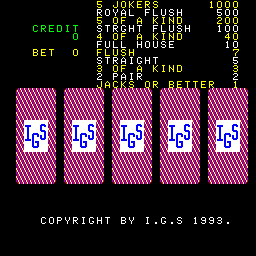 5 JOKERS 1000
ROYAL FLUSH 500
5 OF A KIND 200
CREDIT STRGHT FLUSH 100
0 4 OF A KIND 40
FULL HOUSE 10
BET 0 FLUSH 7
STRAIGHT 5
3 OF A KIND 3
2 PAIR 2
JACKS OR BETTER 1
IGS IGS IGS IGS IGS
COPYRIGHT BY I.G.S 1993.